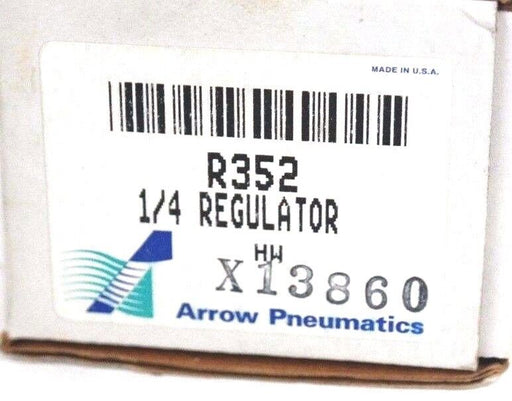 MADE IN U.S.A.
R352
1/4 REGULATOR
HW
X13860
Arrow Pneumatics